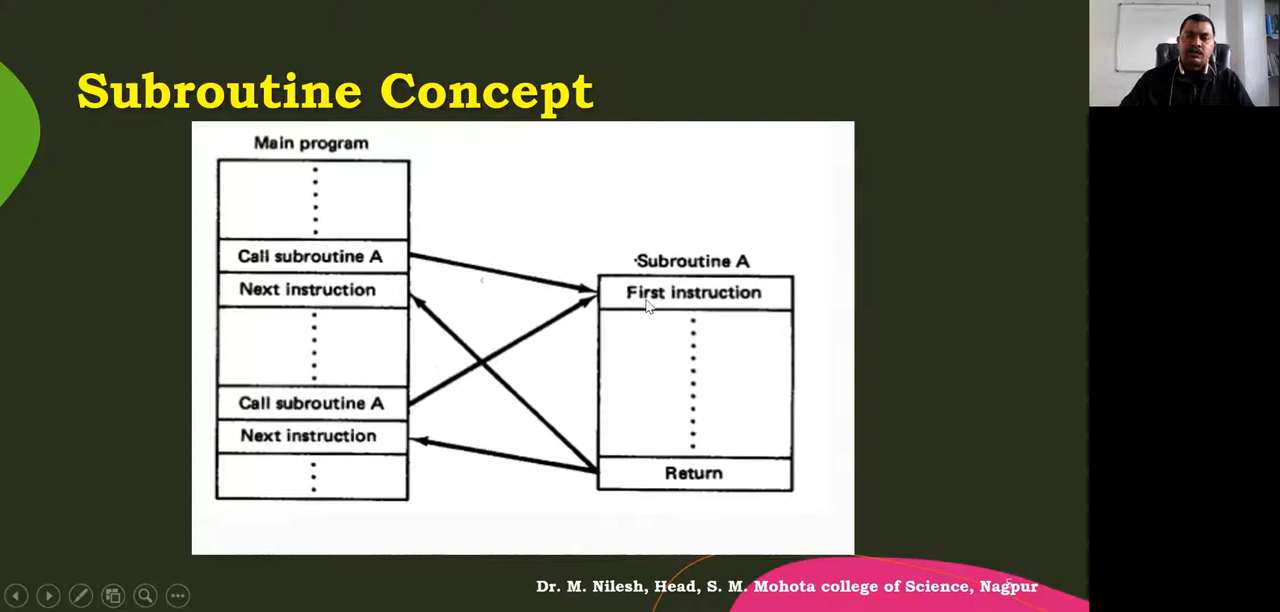 Subroutine Concept
Main program
Call subroutine A
Next instruction
Call subroutine A
Next instruction
Subroutine A
First instruction
Return
Dr. M. Nilesh, Head, S. M. Mohota college of Science, Nagpur
5